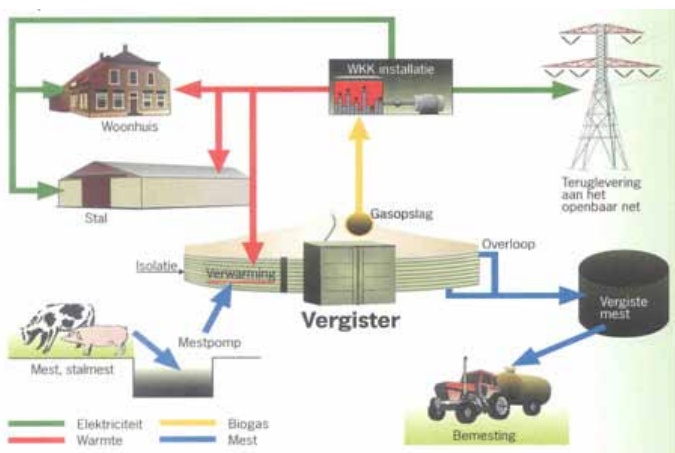 WKK installatie
Woonhuis
Teruglevering
aan het
openbaar net
Stal
Gasopslag
Overloop
Isolatie
Verwarming
Vergister
Vergiste
mest
Mestpomp
Mest, stalmest
Bemesting
Elektriciteit
Biogas
Warmte
Mest